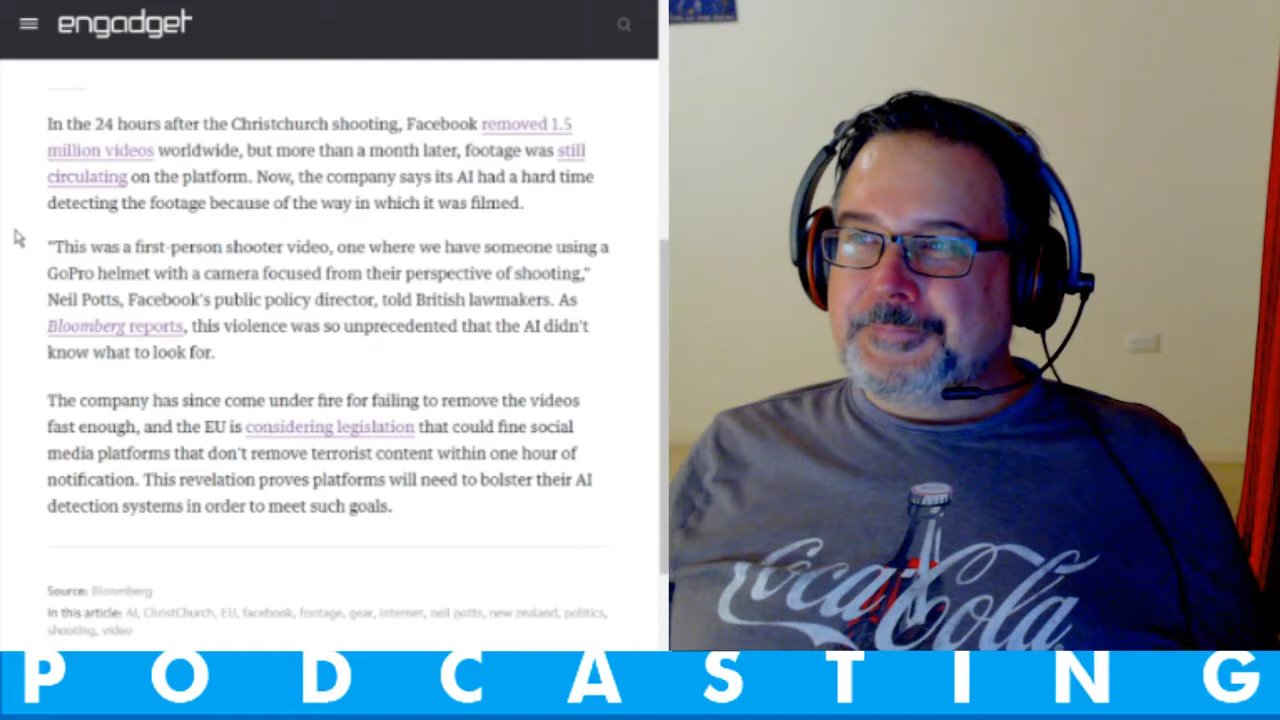 engadget
In the 24 hours after the Christchurch shooting, Facebook removed 1.5
million videos worldwide, but more than a month later, footage was still
circulating on the platform. Now, the company says its AI had a hard time
detecting the footage because of the way in which it was filmed.
"This was a first-person shooter video, one where we have someone using a
GoPro helmet with a camera focused from their perspective of shooting,"
Neil Potts, Facebook's public policy director, told British lawmakers. As
Bloomberg reports, this violence was so unprecedented that the AI didn't
know what to look for.
The company has since come under fire for failing to remove the videos
fast enough, and the EU is considering legislation that could fine social
media platforms that don't remove terrorist content within one hour of
notification. This revelation proves platforms will need to bolster their AI
detection systems in order to meet such goals.
Source: Bloomberg
In this article: AI, ChristChurch, EU, facebook, footage, gear, internet, neil potts, new zealand, politics,
shooting, video
Coca-Cola
PODCASTING